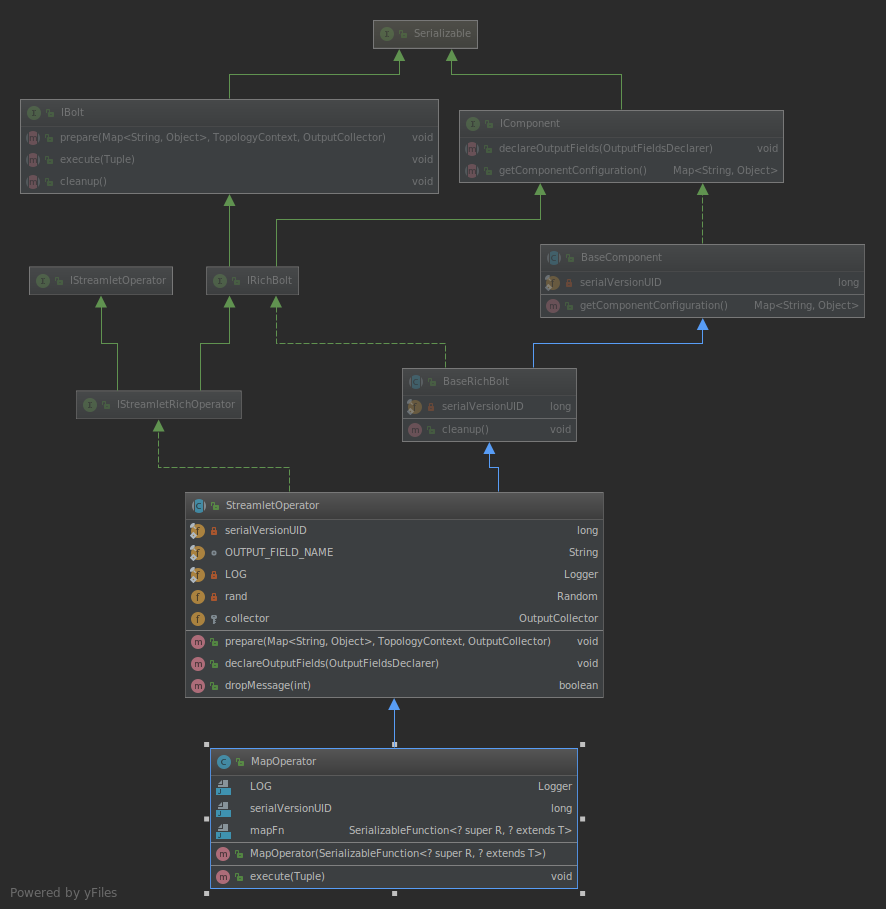 Serializable
IBolt
prepare(Map<String, Object>, TopologyContext, OutputCollector) void
execute(Tuple) void
cleanup() void
IComponent
declareOutputFields(OutputFieldsDeclarer) void
getComponentConfiguration() Map<String, Object>
IStreamletOperator
IRichBolt
BaseComponent
serialVersionUID long
getComponentConfiguration() Map<String, Object>
IStreamletRichOperator
BaseRichBolt
serialVersionUID long
cleanup() void
StreamletOperator
serialVersionUID long
OUTPUT_FIELD_NAME String
LOG Logger
rand Random
collector OutputCollector
prepare(Map<String, Object>, TopologyContext, OutputCollector) void
declareOutputFields(OutputFieldsDeclarer) void
dropMessage(int) boolean
MapOperator
LOG Logger
serialVersionUID long
mapFn SerializableFunction<? super R, ? extends T>
MapOperator(SerializableFunction<? super R, ? extends T>)
execute(Tuple) void
Powered by yFiles